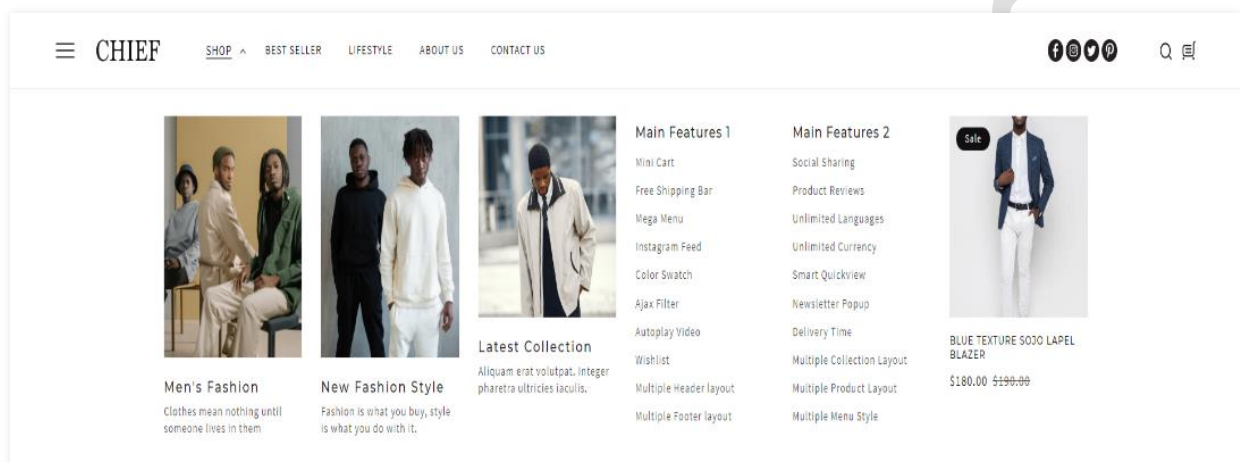 CHIEF
SHOP
BEST SELLER
LIFESTYLE
ABOUT US
CONTACT US
Men's Fashion
Clothes mean nothing until
someone lives in them
New Fashion Style
Fashion is what you buy, style
is what you do with it.
Latest Collection
Aliquam erat volutpat. Integer
pharetra ultricies iaculis.
Main Features 1
Mini Cart
Free Shipping Bar
Mega Menu
Instagram Feed
Color Swatch
Ajax Filter
Autoplay Video
Wishlist
Multiple Header layout
Multiple Footer layout
Main Features 2
Social Sharing
Product Reviews
Unlimited Languages
Unlimited Currency
Smart Quickview
Newsletter Popup
Delivery Time
Multiple Collection Layout
Multiple Product Layout
Multiple Menu Style
Sale
BLUE TEXTURE SOJO LAPEL
BLAZER
$180.00 $190.00